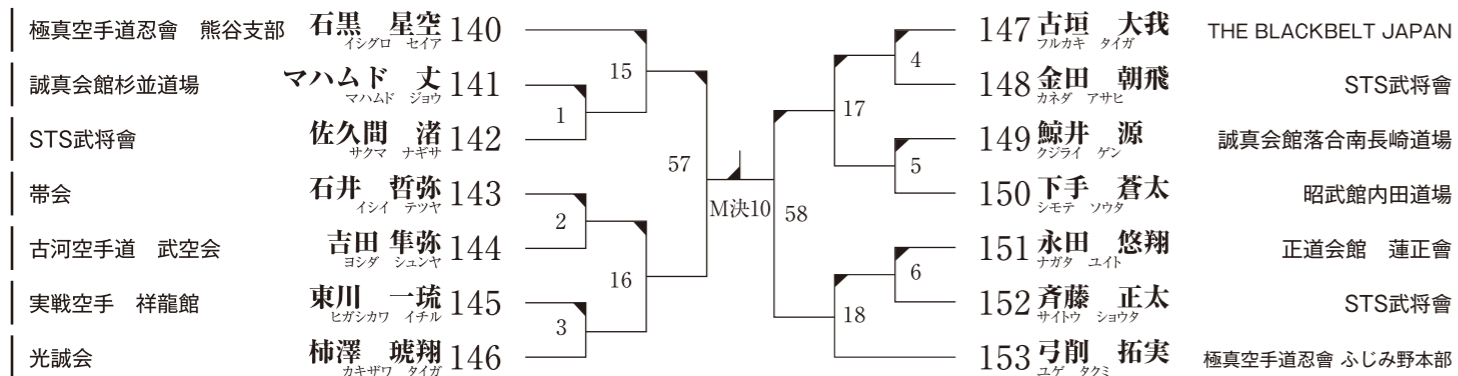 極真空手道忍會　熊谷支部 石黒　星空 140
イシグロ　セイア
誠真会館杉並道場 マハムド　丈 141
マハムド　ジョウ
STS武将會 佐久間　渚 142
サクマ　ナギサ
帯会 石井　哲弥 143
イシイ　テツヤ
古河空手道　武空会 吉田 隼弥 144
ヨシダ　シュンヤ
実戦空手　祥龍館 東川　一琉 145
ヒガシカワ　イチル
光誠会 柿澤　琥翔 146
カキザワ　タイガ
15
1
57
2
16
3
M決10
58
4
17
5
6
18
147 古垣　大我 THE BLACKBELT JAPAN
フルカキ　タイガ
148 金田　朝飛 STS武将會
カネダ　アサヒ
149 鯨井　源 誠真会館落合南長崎道場
クジライ　ゲン
150 下手　蒼太 昭武館内田道場
シモテ　ソウタ
151 永田　悠翔 正道会館　蓮正會
ナガタ　ユイト
152 斉藤　正太 STS武将會
サイトウ　ショウタ
153 弓削　拓実 極真空手道忍會 ふじみ野本部
ユゲ　タクミ